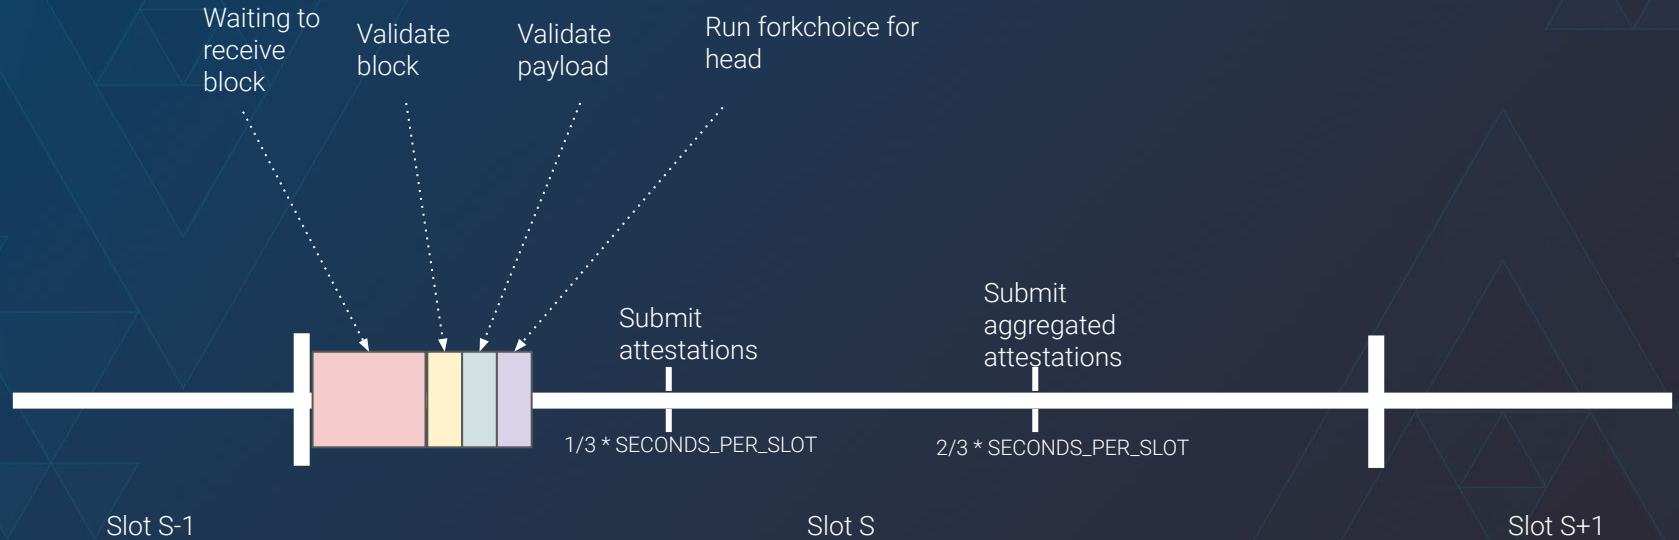 Waiting to
receive
block
Validate
block
Validate
payload
Run forkchoice for
head
Submit
attestations
Submit
aggregated
attestations
1/3 * SECONDS_PER_SLOT
2/3 * SECONDS_PER_SLOT
Slot S-1
Slot S
Slot S+1